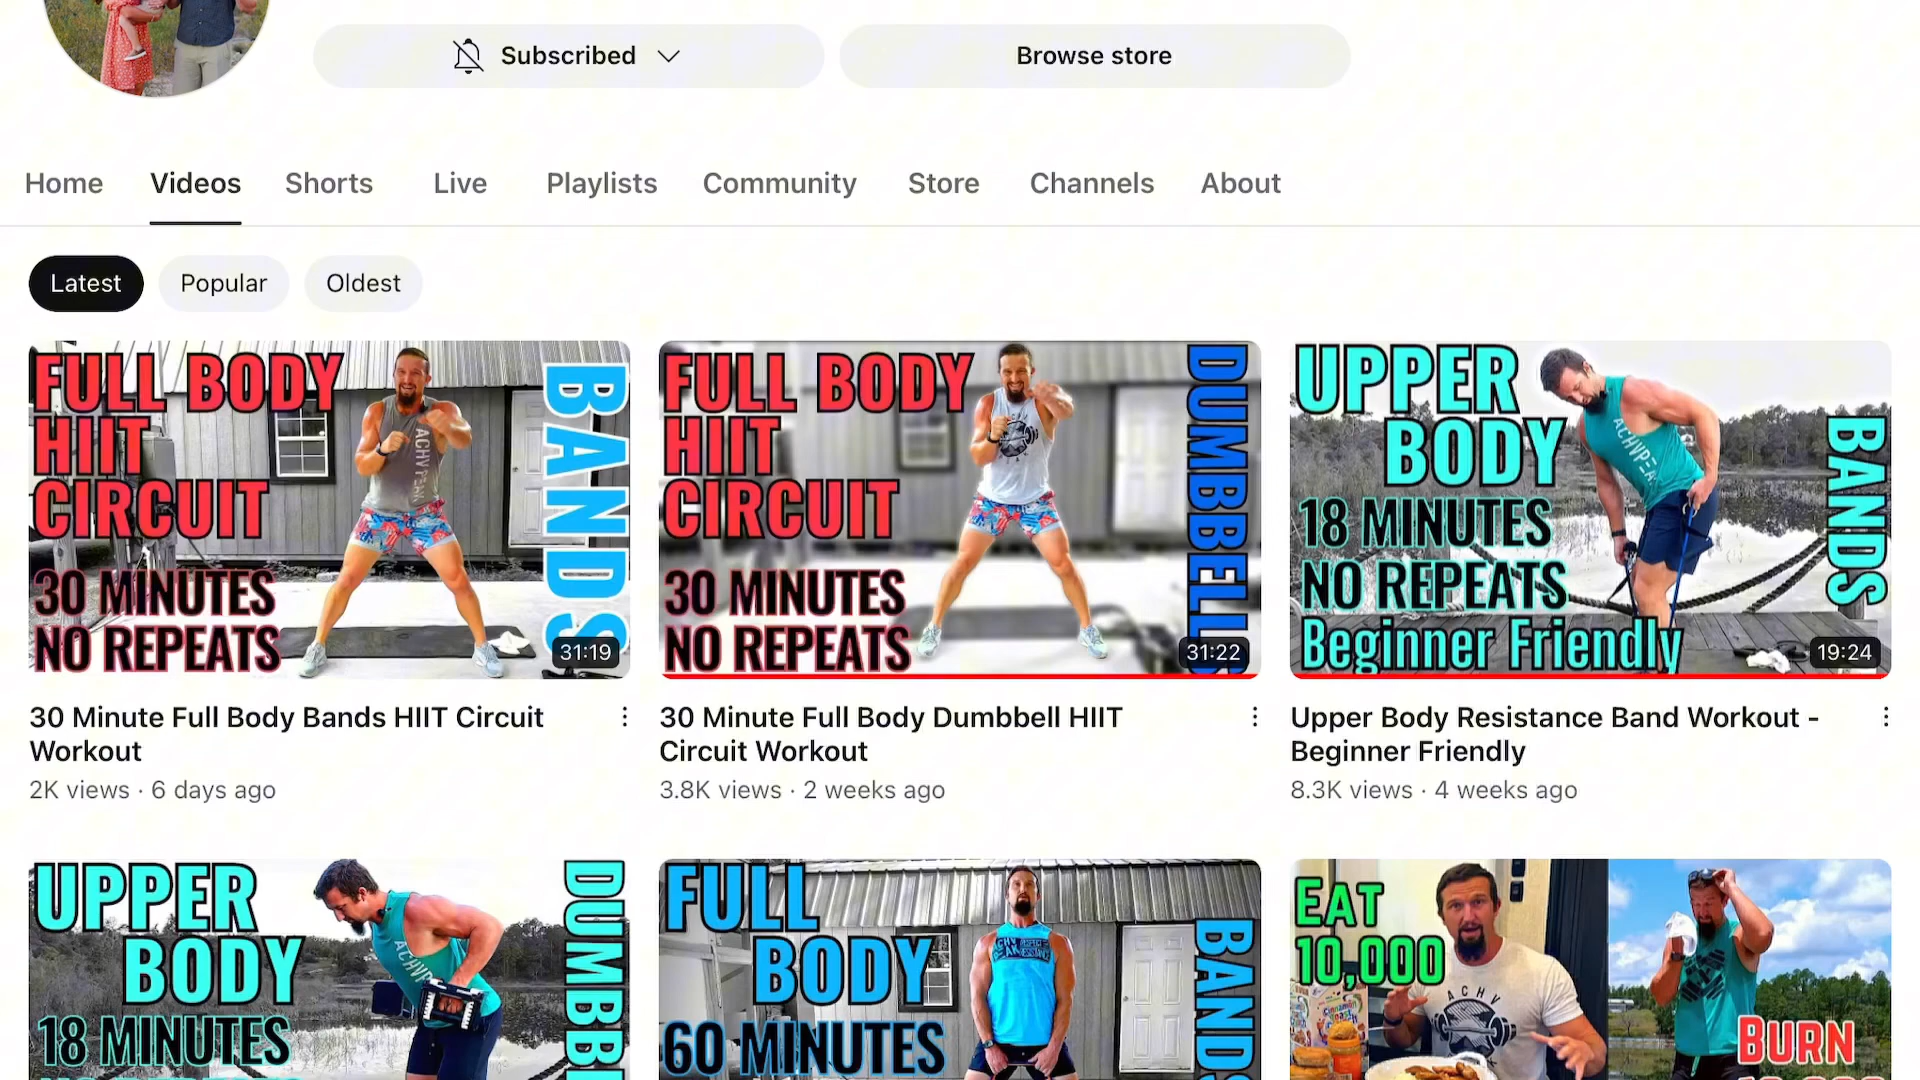 Subscribed
Browse store
Home Videos Shorts Live Playlists Community Store Channels About
Latest Popular Oldest
FULL BODY
HIIT
CIRCUIT
30 MINUTES
NO REPEATS
BANDS
31:19
30 Minute Full Body Bands HIIT Circuit
Workout
2K views · 6 days ago
FULL BODY
HIIT
CIRCUIT
30 MINUTES
NO REPEATS
DUMBBELLS
31:22
30 Minute Full Body Dumbbell HIIT
Circuit Workout
3.8K views · 2 weeks ago
UPPER
BODY
18 MINUTES
NO REPEATS
Beginner Friendly
BANDS
19:24
Upper Body Resistance Band Workout -
Beginner Friendly
8.3K views · 4 weeks ago
UPPER
BODY
18 MINUTES
DUMBBE
FULL
BODY
60 MINUTES
BANDS
EAT
10,000
ACHV
BURN